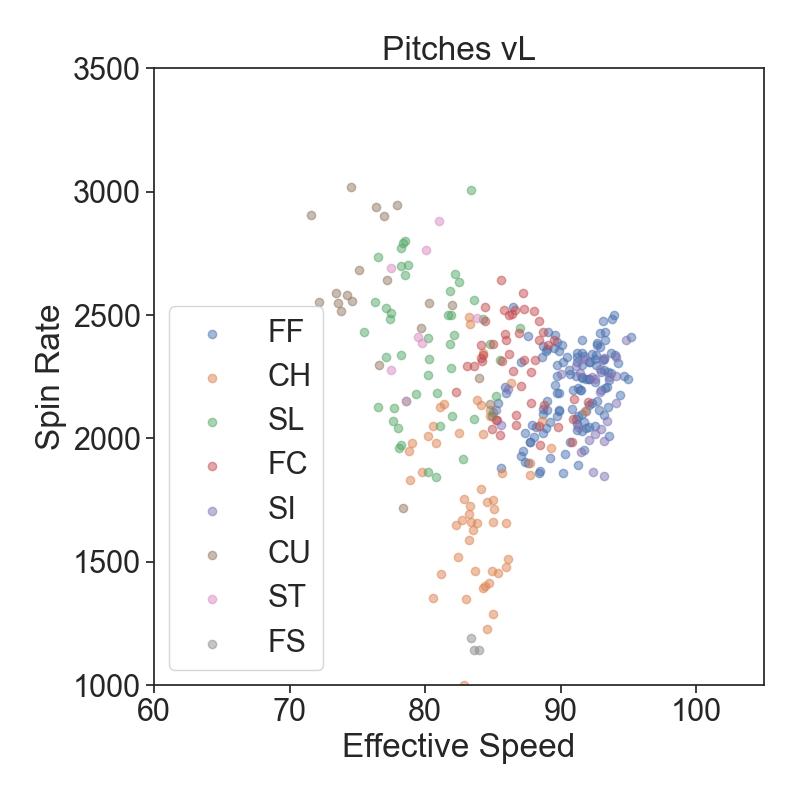 Pitches vL
3500
3000
2500
2000
1500
1000
Spin Rate
FF
CH
SL
FC
SI
CU
ST
FS
60 70 80 90 100
Effective Speed